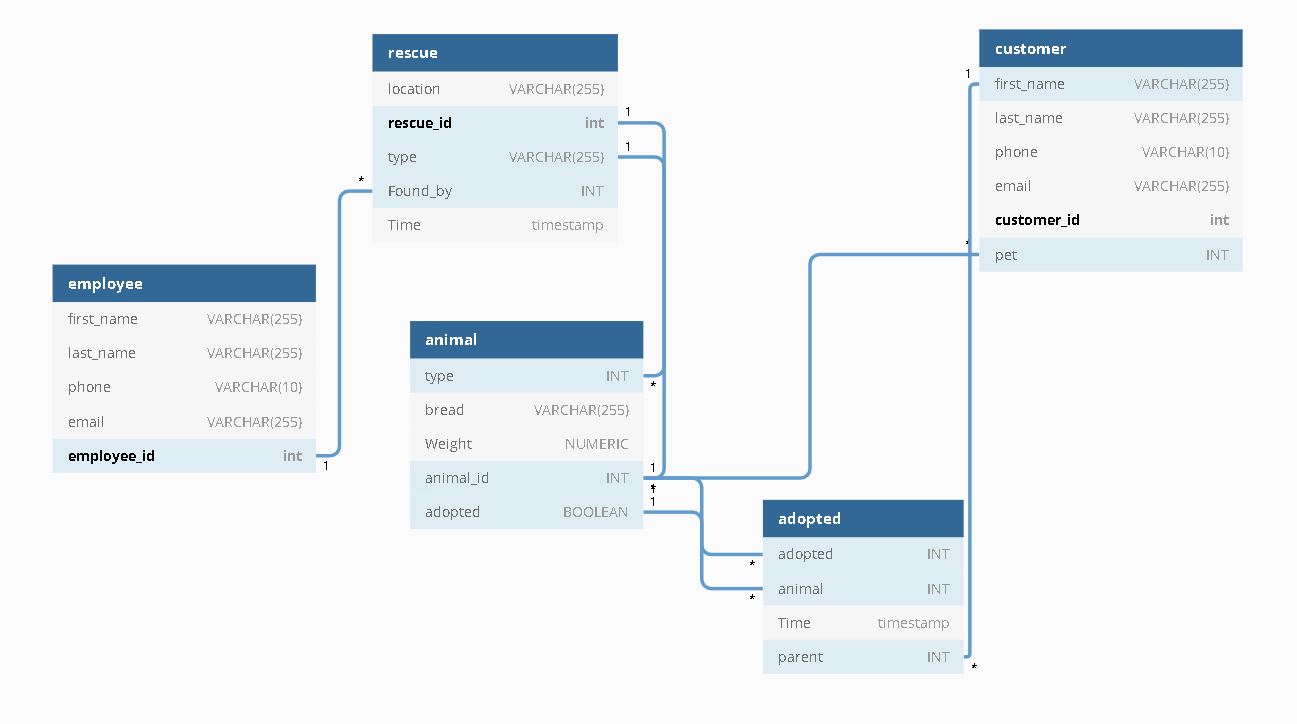 rescue
location VARCHAR(255)
rescue_id int
type VARCHAR(255)
Found_by INT
Time timestamp
1
1
*
customer
first_name VARCHAR(255)
last_name VARCHAR(255)
phone VARCHAR(10)
email VARCHAR(255)
customer_id int
pet INT
1
*
employee
first_name VARCHAR(255)
last_name VARCHAR(255)
phone VARCHAR(10)
email VARCHAR(255)
employee_id int
1
animal
type INT
bread VARCHAR(255)
Weight NUMERIC
animal_id INT
adopted BOOLEAN
*
1
*
1
adopted
adopted INT
animal INT
Time timestamp
parent INT
*
*
*